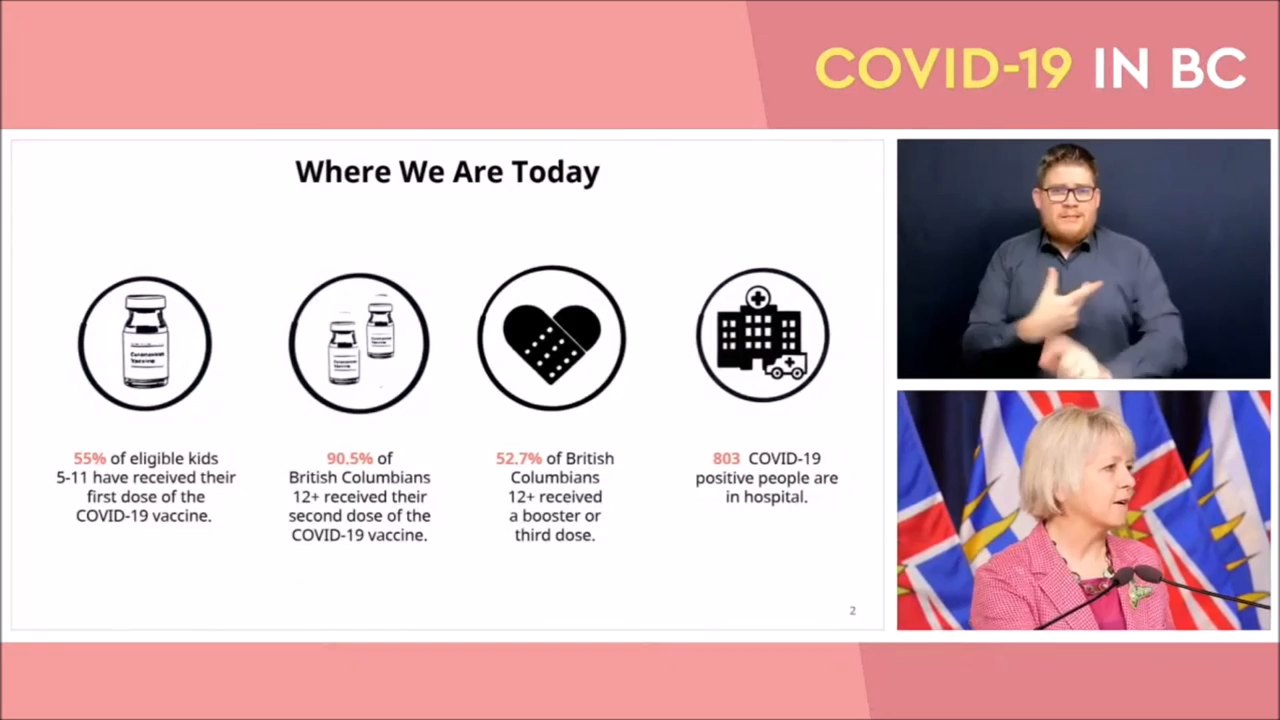 COVID-19 IN BC
Where We Are Today
Coronavirus
Vaccine
55% of eligible kids
5-11 have received their
first dose of the
COVID-19 vaccine.
90.5% of
British Columbians
12+ received their
second dose of the
COVID-19 vaccine.
52.7% of British
Columbians
12+ received
a booster or
third dose.
803 COVID-19
positive people are
in hospital.
2